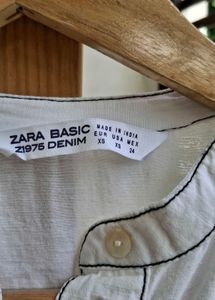 ZARA BASIC
Z1975 DENIM
MADE IN INDIA
EUR USA MEX
XS XS 24